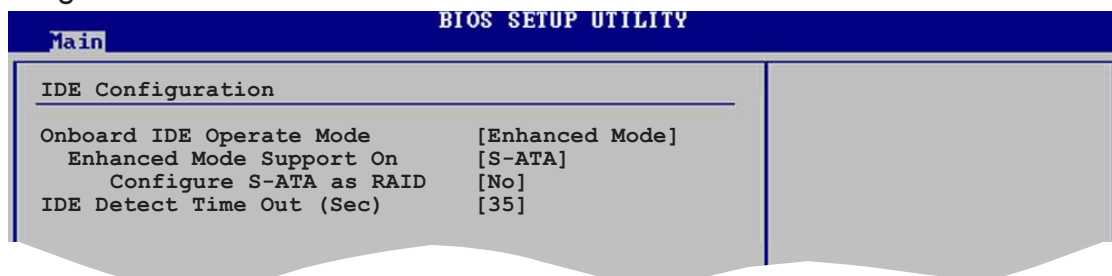 BIOS SETUP UTILITY
Main
IDE Configuration
Onboard IDE Operate Mode [Enhanced Mode]
Enhanced Mode Support On [S-ATA]
Configure S-ATA as RAID [No]
IDE Detect Time Out (Sec) [35]